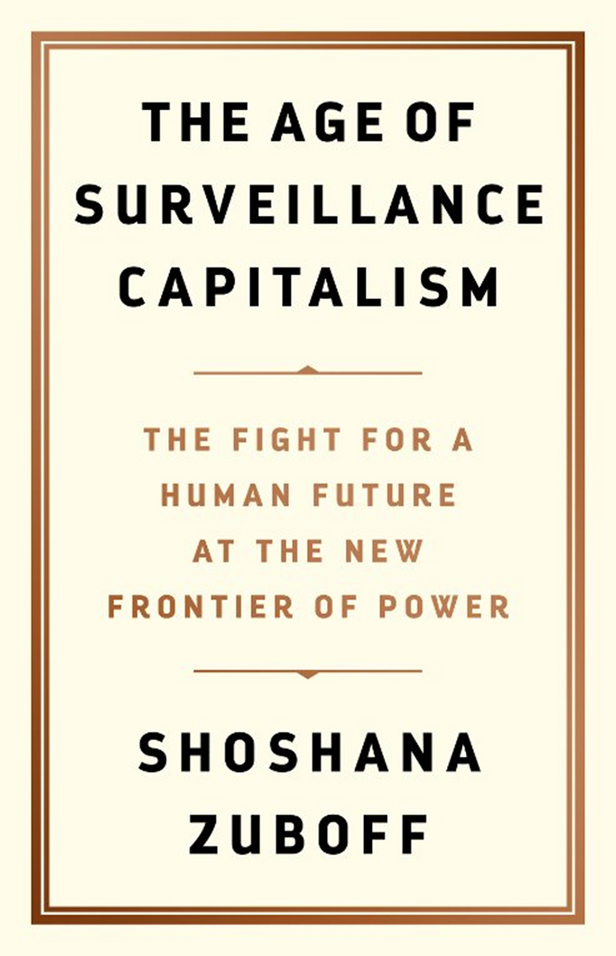 THE AGE OF
SURVEILLANCE
CAPITALISM
THE FIGHT FOR A
HUMAN FUTURE
AT THE NEW
FRONTIER OF POWER
SHOSHANA
ZUBOFF